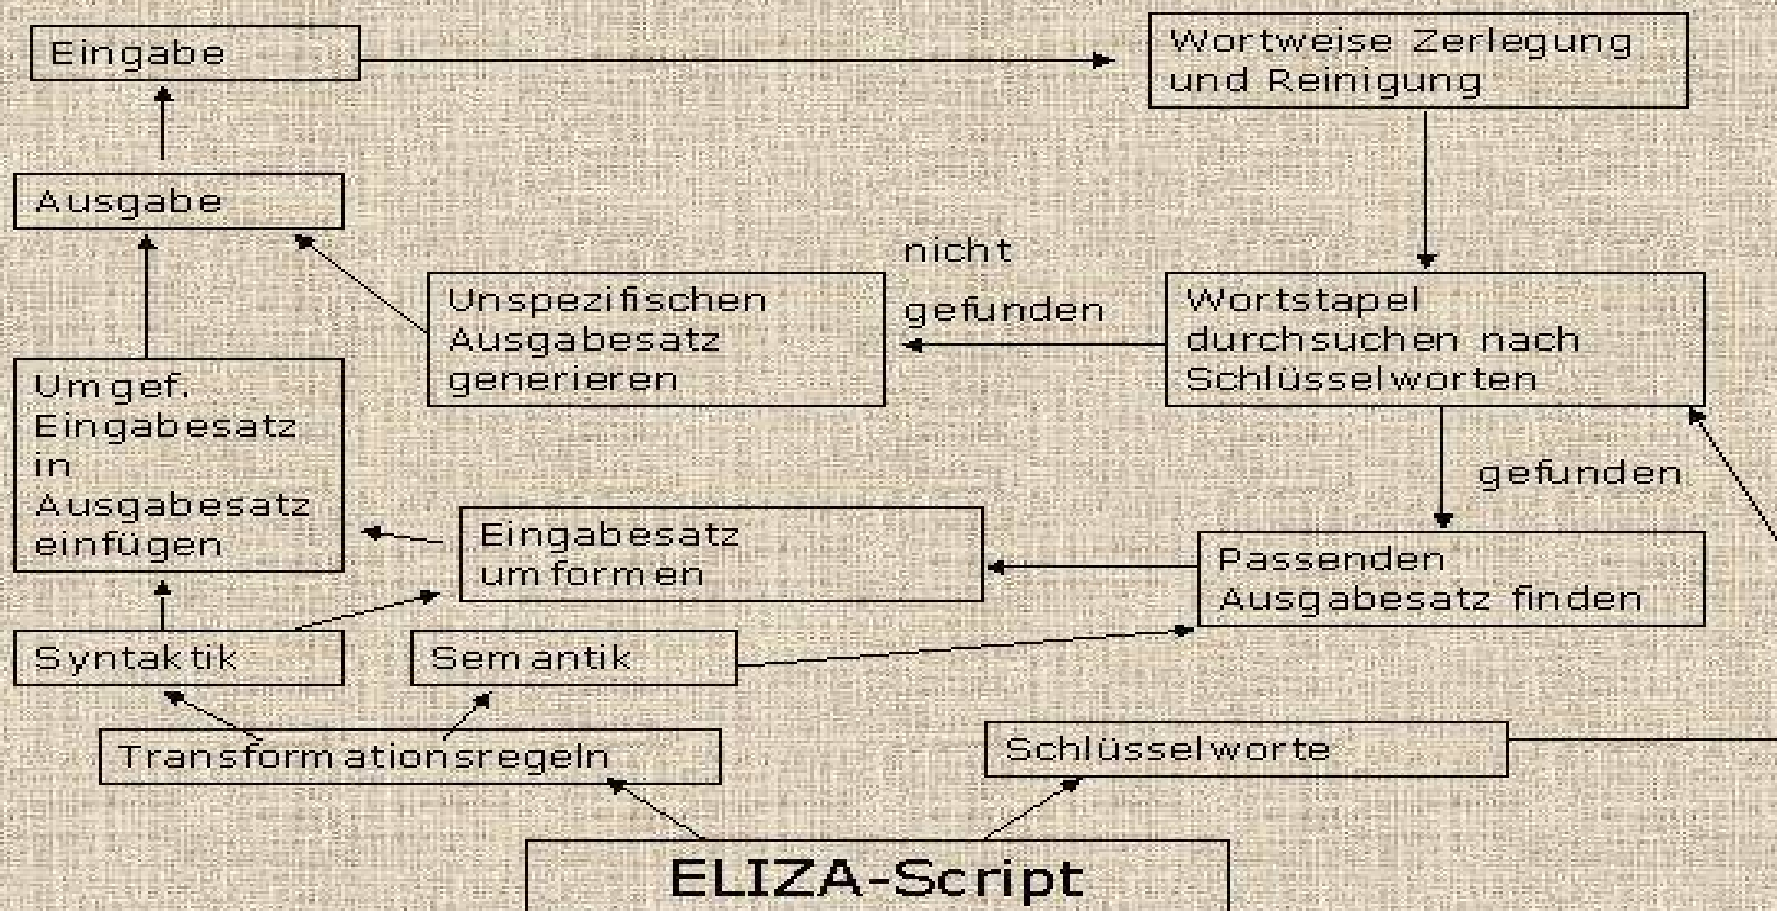 Eingabe
Wortweise Zerlegung
und Reinigung
Ausgabe
nicht
gefunden
Unspezifischen
Ausgabesatz
generieren
Wortstapel
durchsuchen nach
Schlüsselworten
Umgef.
Eingabesatz
in
Ausgabesatz
einfügen
gefunden
Eingabesatz
umformen
Passenden
Ausgabesatz finden
Syntaktik
Semantik
Transformationsregeln
Schlüsselworte
ELIZA-Script